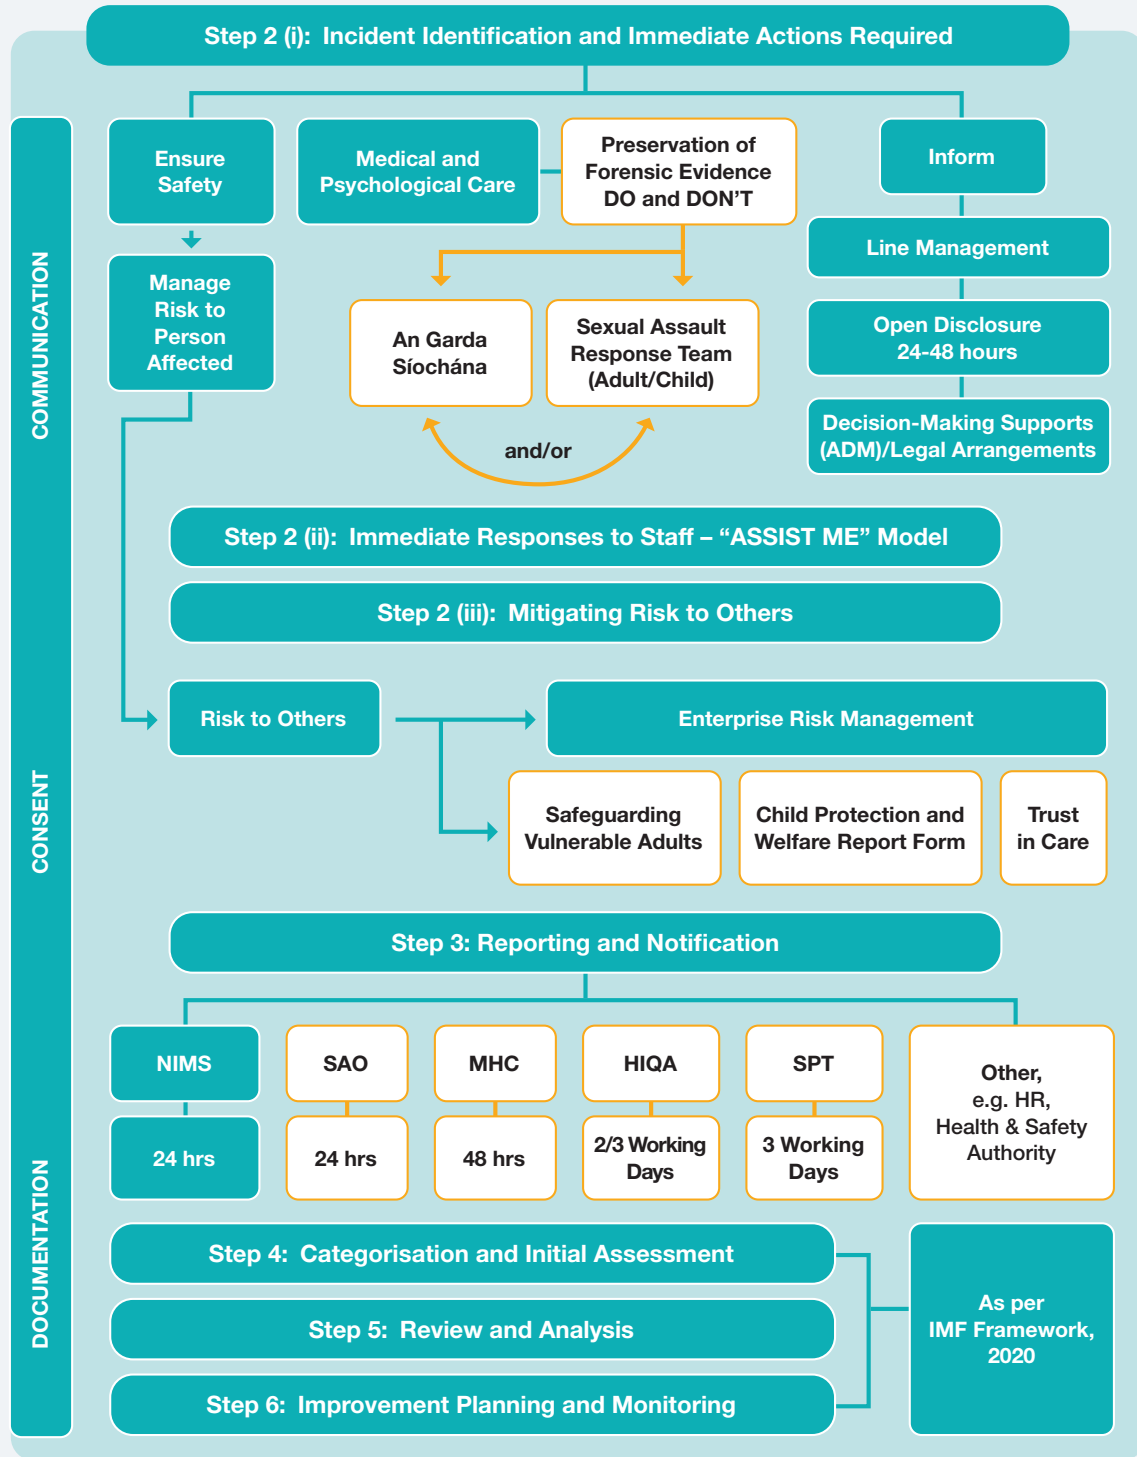 Step 2 (i): Incident Identification and Immediate Actions Required
COMMUNICATION
CONSENT
DOCUMENTATION
Ensure
Safety
Manage
Risk to
Person
Affected
Medical and
Psychological Care
Preservation of
Forensic Evidence
DO and DON'T
An Garda
Síochána
Sexual Assault
Response Team
(Adult/Child)
and/or
Inform
Line Management
Open Disclosure
24-48 hours
Decision-Making Supports
(ADM)/Legal Arrangements
Step 2 (ii): Immediate Responses to Staff – “ASSIST ME” Model
Step 2 (iii): Mitigating Risk to Others
Risk to Others
Enterprise Risk Management
Safeguarding
Vulnerable Adults
Child Protection and
Welfare Report Form
Trust
in Care
Step 3: Reporting and Notification
NIMS
24 hrs
SAO
24 hrs
MHC
48 hrs
HIQA
2/3 Working
Days
SPT
3 Working
Days
Other,
e.g. HR,
Health & Safety
Authority
Step 4: Categorisation and Initial Assessment
Step 5: Review and Analysis
Step 6: Improvement Planning and Monitoring
As per
IMF Framework,
2020